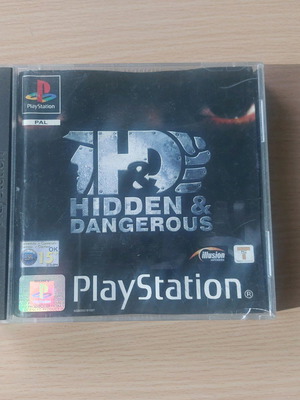 PlayStation
PAL
H&D
HIDDEN &
DANGEROUS
illusion
PlayStation®